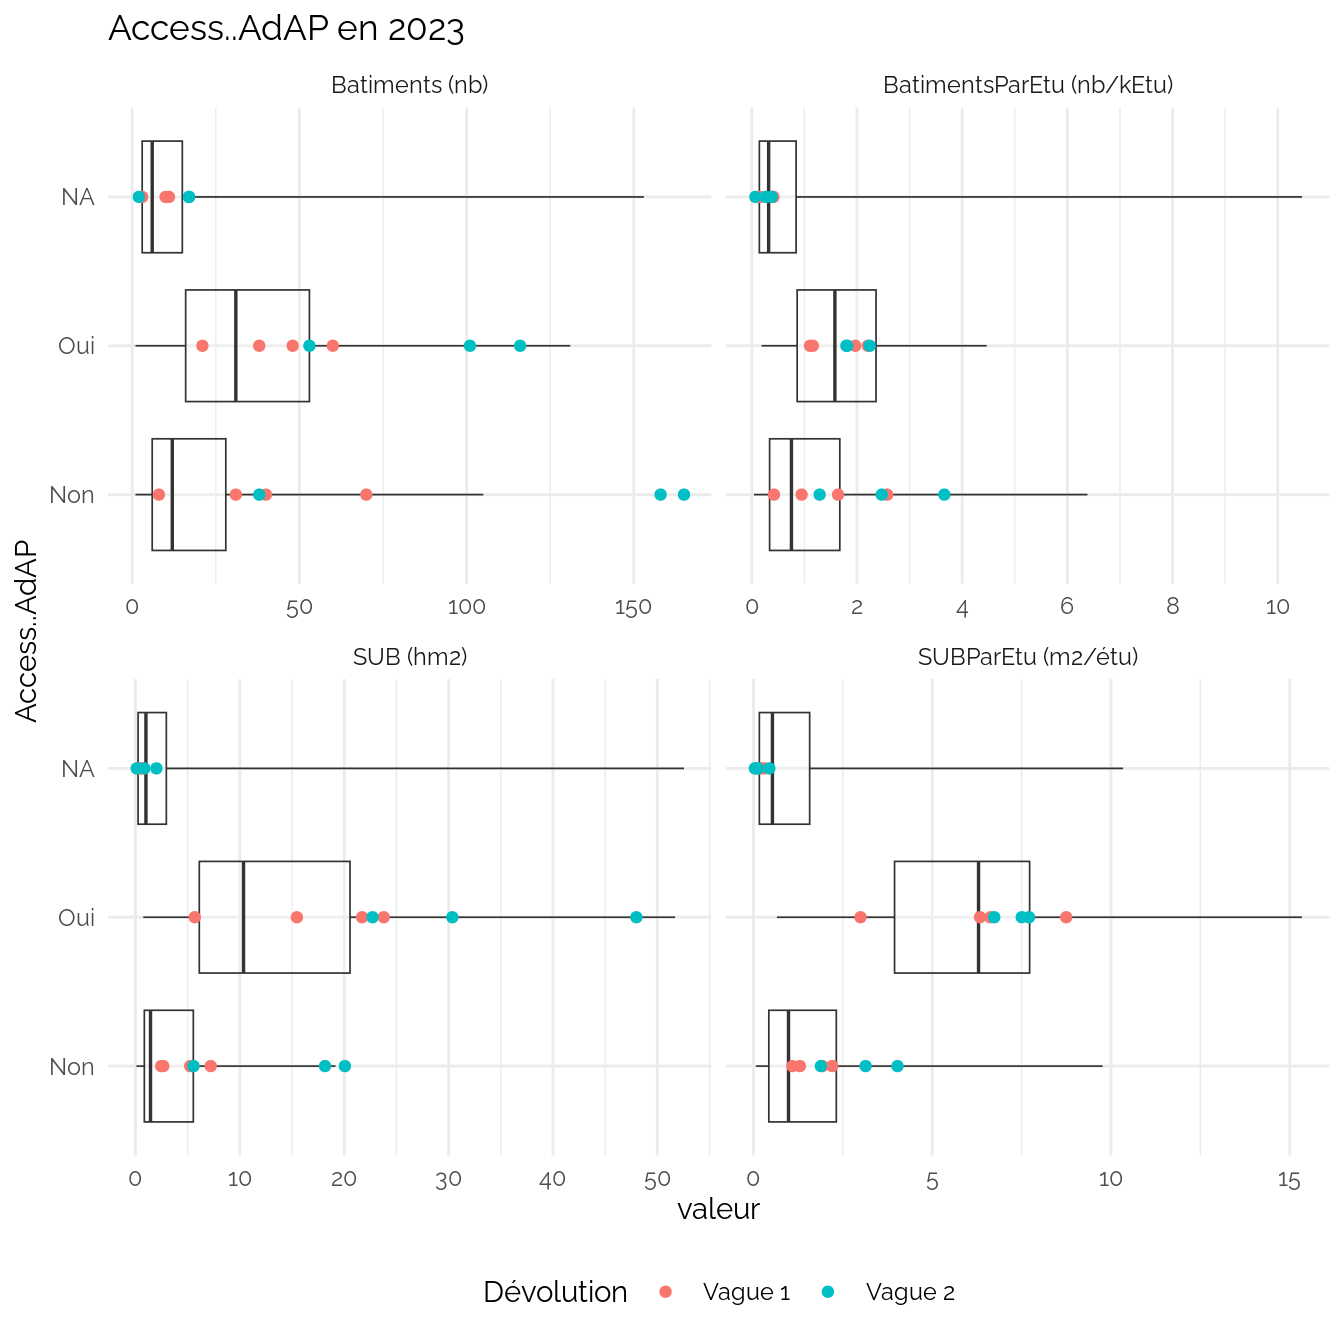 Access..AdAP en 2023
Batiments (nb)
BatimentsParEtu (nb/kEtu)
NA
Oui
Non
0 50 100 150
0 2 4 6 8 10
SUB (hm2)
SUBParEtu (m2/étu)
NA
Oui
Non
0 10 20 30 40 50
0 5 10 15
Access..AdAP
valeur
Dévolution Vague 1 Vague 2